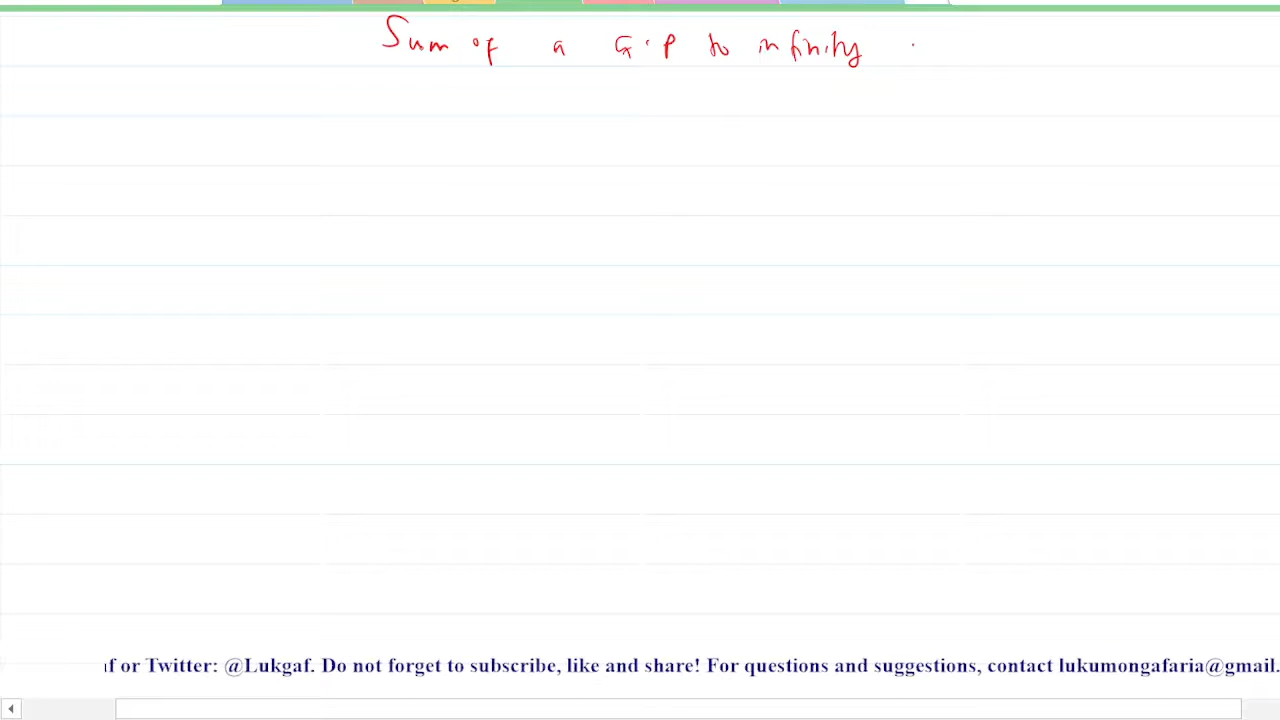 Sum of a G.P to infinity .
f or Twitter: @Lukgaf. Do not forget to subscribe, like and share! For questions and suggestions, contact lukumongafaria@gmail.